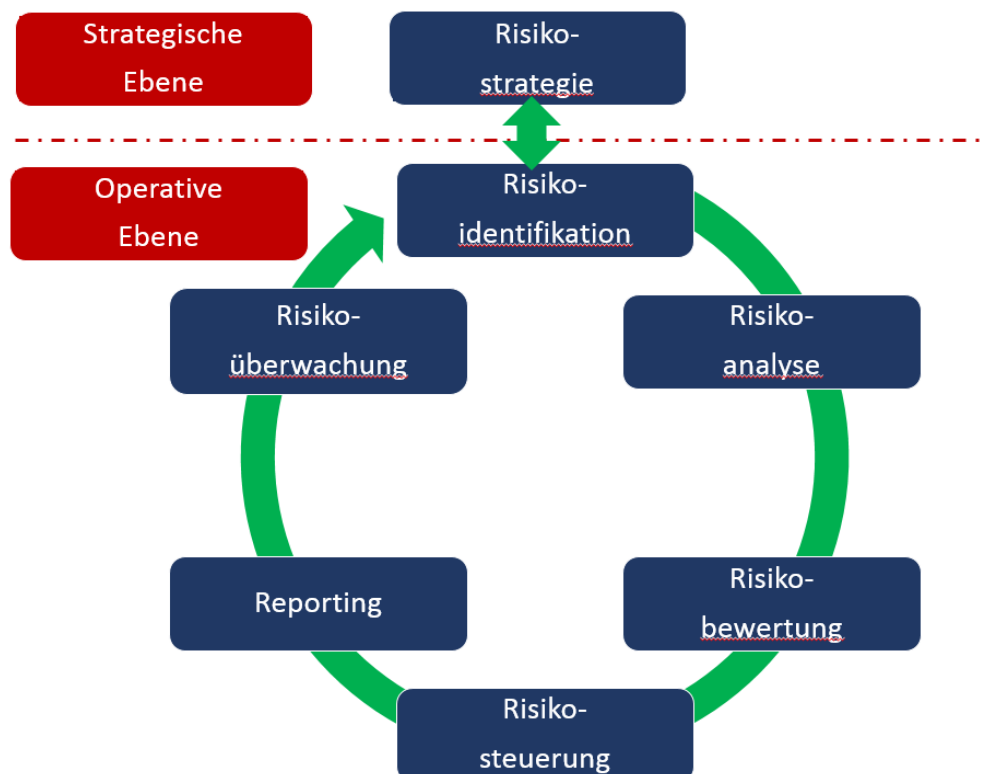 Strategische
Ebene
Risiko-
strategie
Operative
Ebene
Risiko-
identifikation
Risiko-
überwachung
Risiko-
analyse
Reporting
Risiko-
bewertung
Risiko-
steuerung